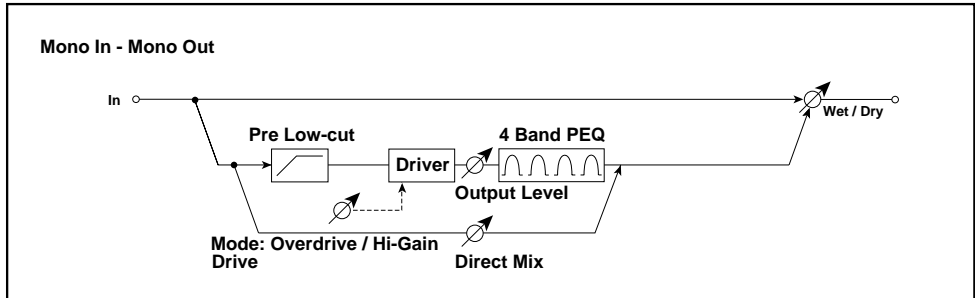 Mono In - Mono Out
In
Wet / Dry
Pre Low-cut
4 Band PEQ
Driver
Output Level
Mode: Overdrive / Hi-Gain
Drive
Direct Mix